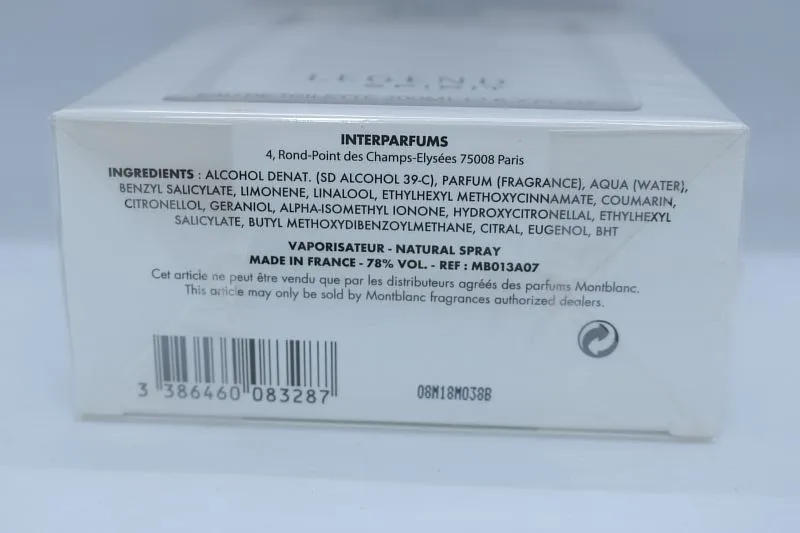 LEGEND
SPIRIT
INTERPARFUMS
4, Rond-Point des Champs-Elysées 75008 Paris
INGREDIENTS : ALCOHOL DENAT. (SD ALCOHOL 39-C), PARFUM (FRAGRANCE), AQUA (WATER),
BENZYL SALICYLATE, LIMONENE, LINALOOL, ETHYLHEXYL METHOXYCINNAMATE, COUMARIN,
CITRONELLOL, GERANIOL, ALPHA-ISOMETHYL IONONE, HYDROXYCITRONELLAL, ETHYLHEXYL
SALICYLATE, BUTYL METHOXYDIBENZOYLMETHANE, CITRAL, EUGENOL, BHT
VAPORISATEUR - NATURAL SPRAY
MADE IN FRANCE - 78% VOL. - REF : MB013A07
Cet article ne peut être vendu que par les distributeurs agréés des parfums Montblanc.
This article may only be sold by Montblanc fragrances authorized dealers.
3 386460 083287
08M18M038B